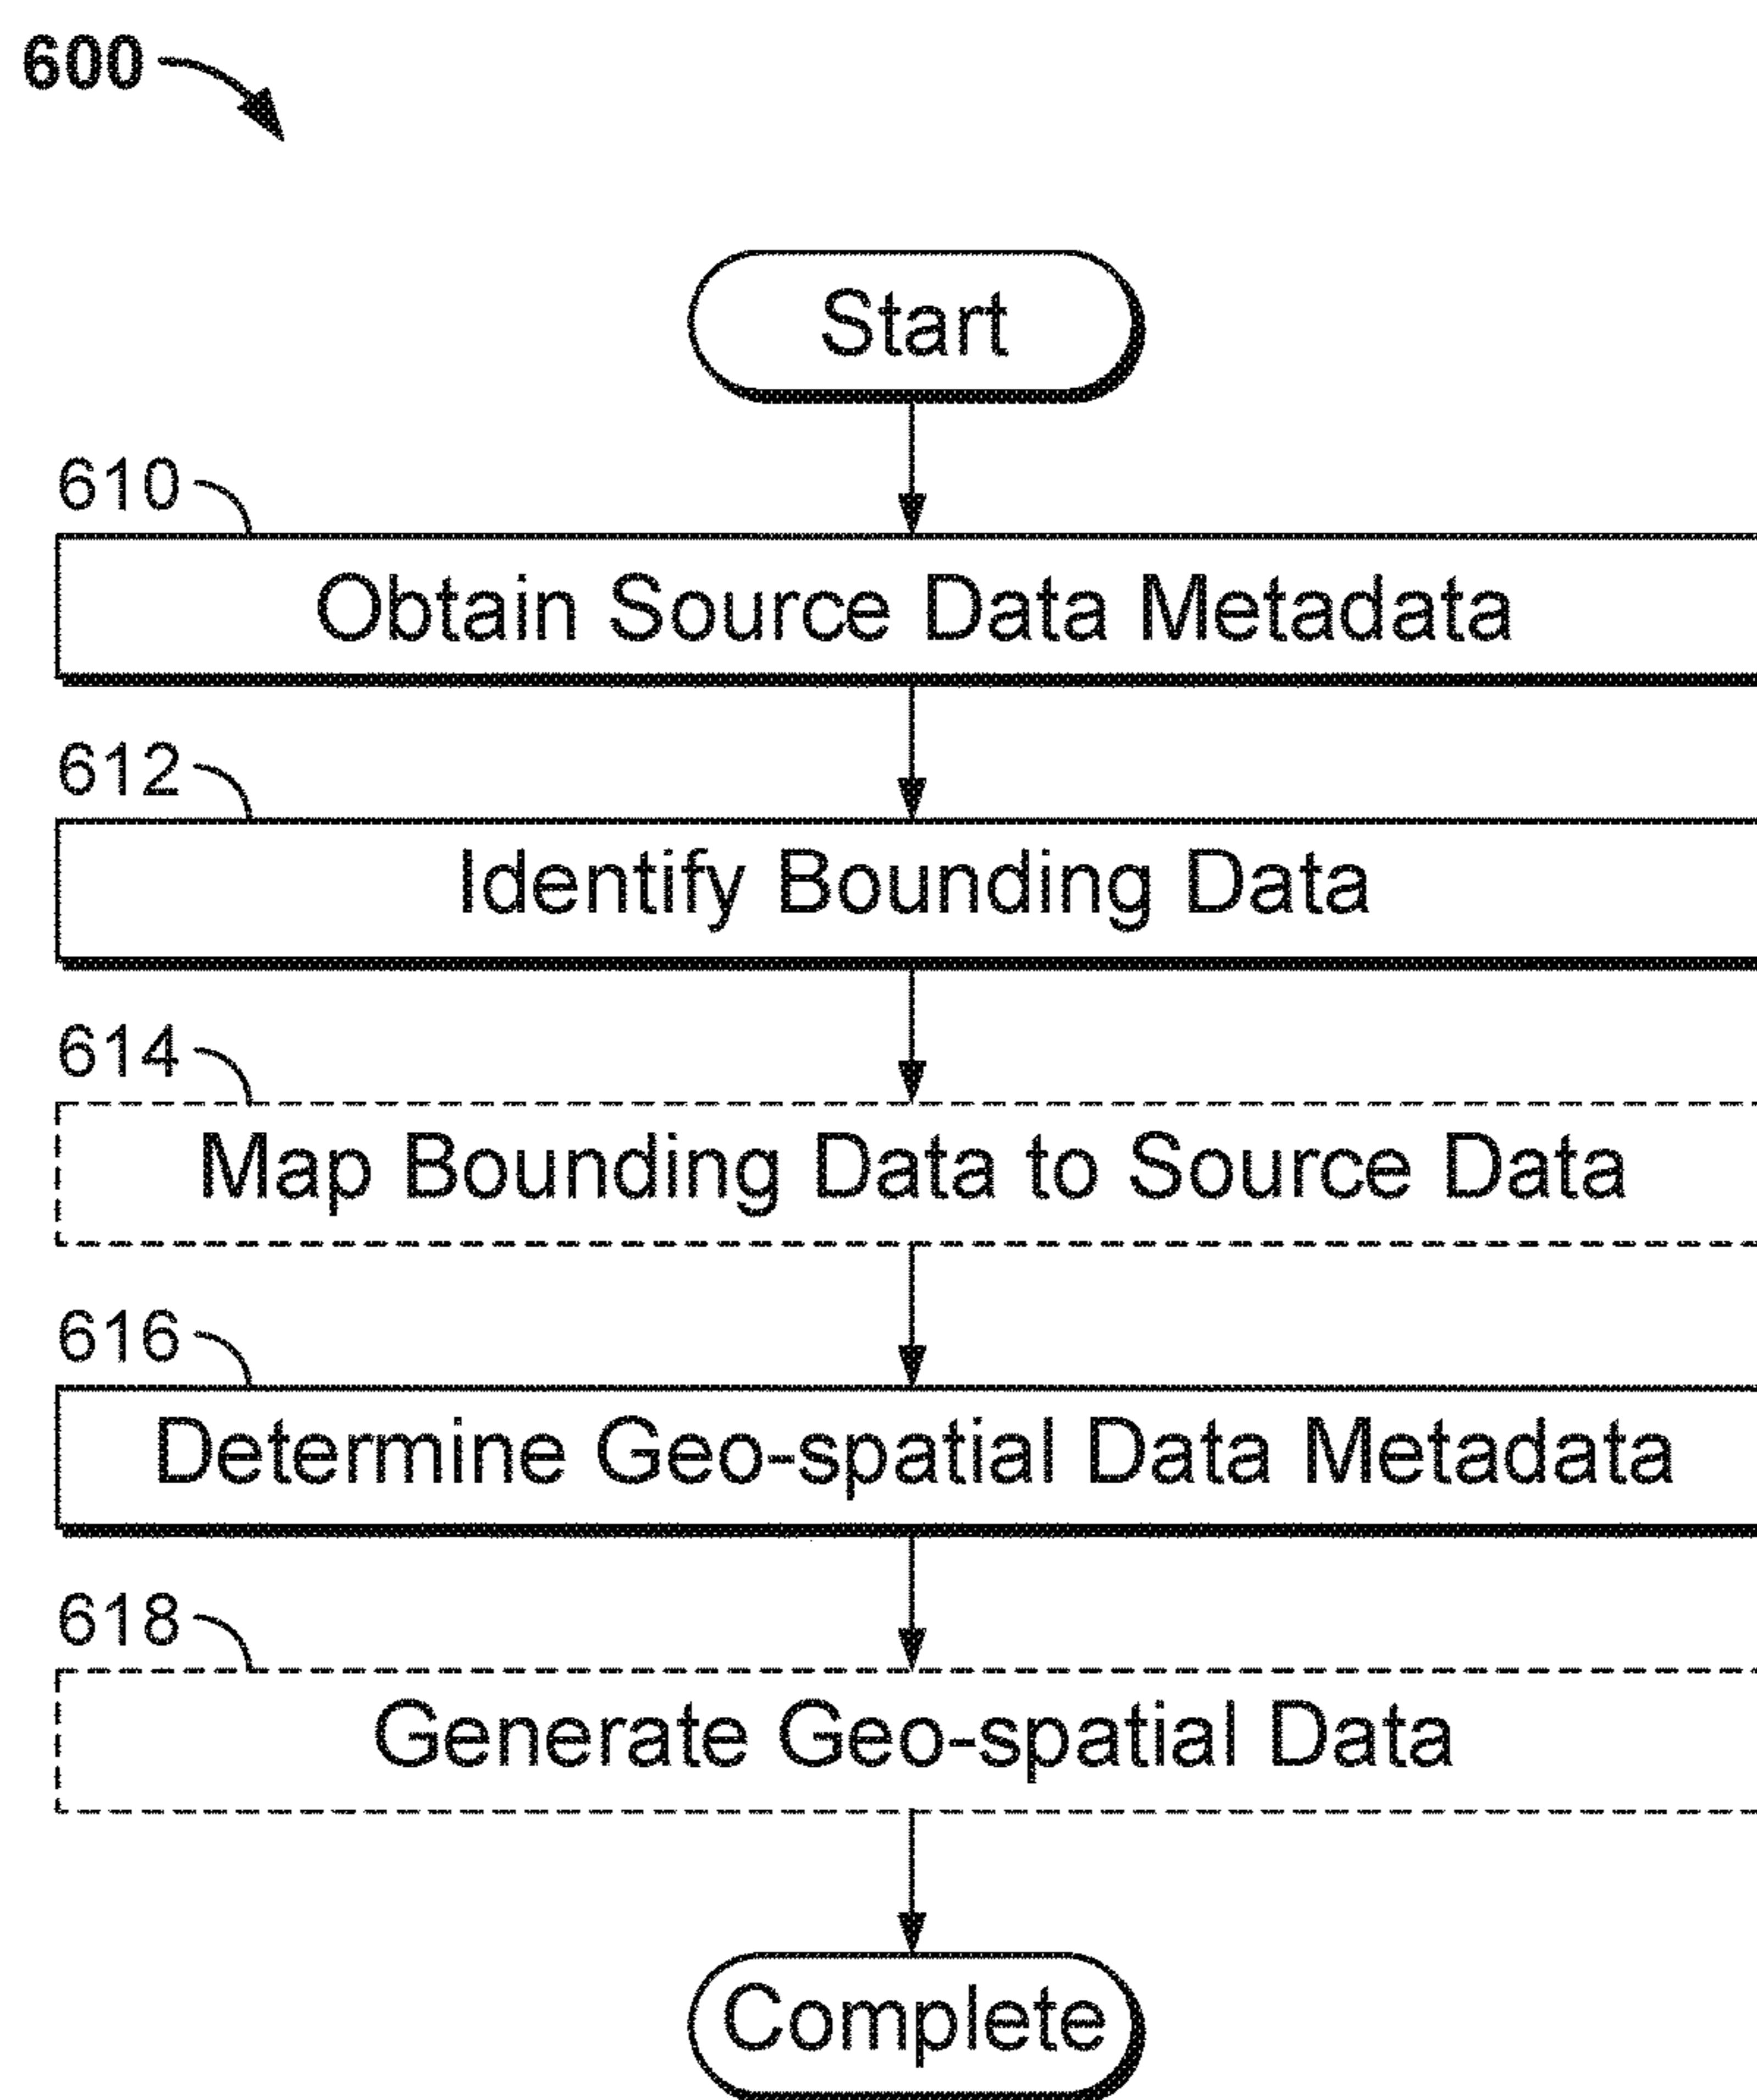 600
Start
610
Obtain Source Data Metadata
612
Identify Bounding Data
614
Map Bounding Data to Source Data
616
Determine Geo-spatial Data Metadata
618
Generate Geo-spatial Data
Complete